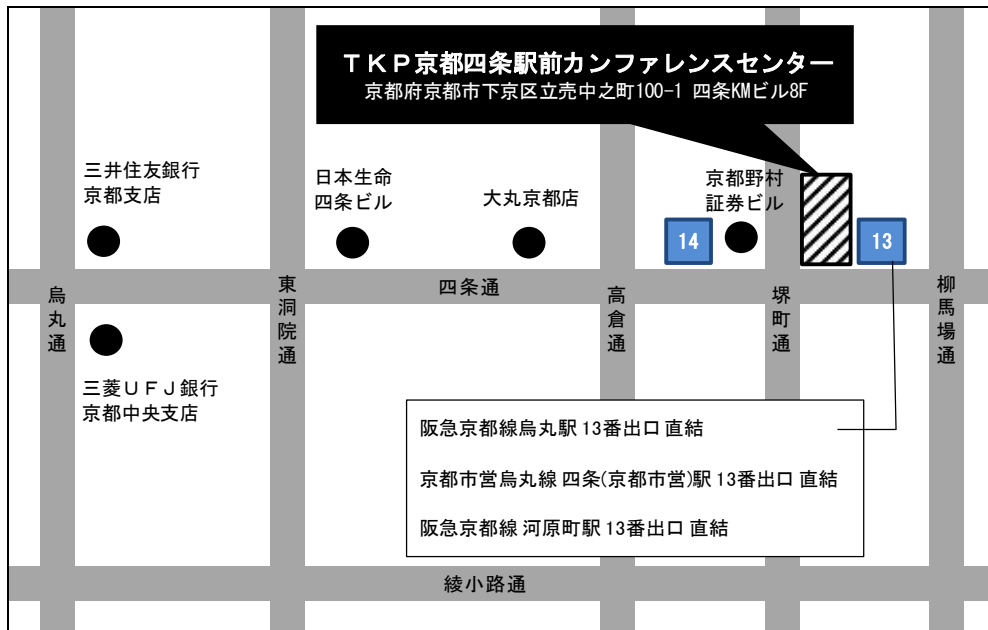 TKP京都四条駅前カンファレンスセンター
京都府京都市下京区立売中之町100-1 四条KMビル8F
三井住友銀行
京都支店
日本生命
四条ビル
大丸京都店
京都野村
証券ビル
14
13
烏丸通
東洞院通
四条通
高倉通
堺町通
柳馬場通
三菱UFJ銀行
京都中央支店
阪急京都線烏丸駅 13番出口 直結
京都市営烏丸線 四条(京都市営)駅 13番出口 直結
阪急京都線 河原町駅 13番出口 直結
綾小路通